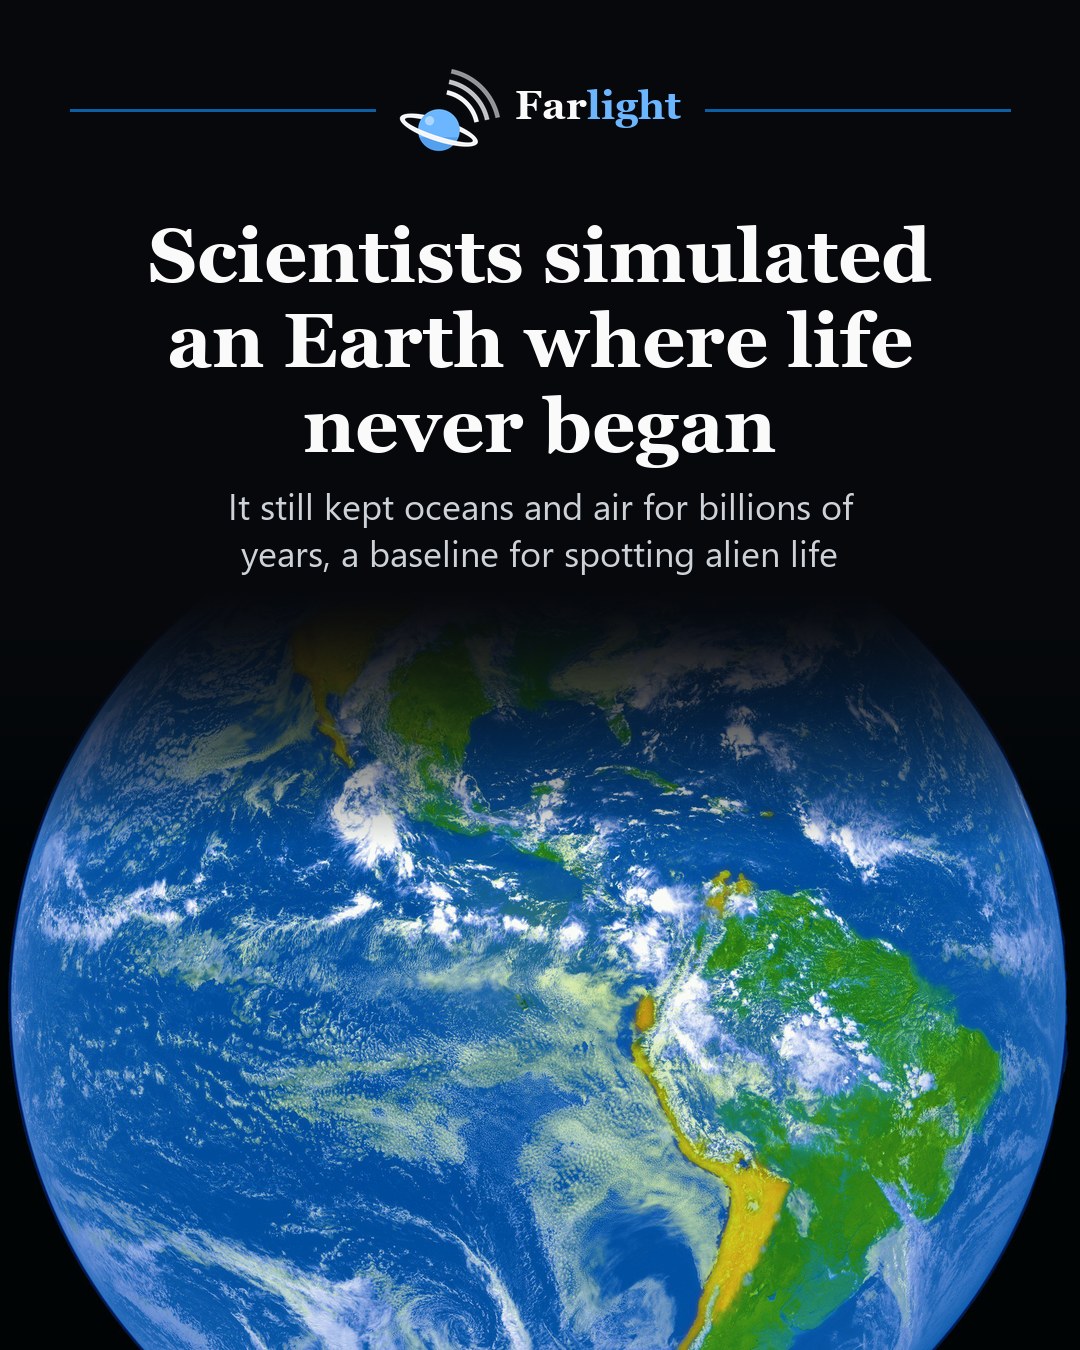 Farlight
Scientists simulated
an Earth where life
never began
It still kept oceans and air for billions of
years, a baseline for spotting alien life